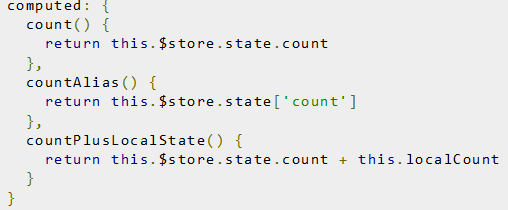 computed: {
  count() {
    return this.$store.state.count
  },
  countAlias() {
    return this.$store.state['count']
  },
  countPlusLocalState() {
    return this.$store.state.count + this.localCount
  }
}